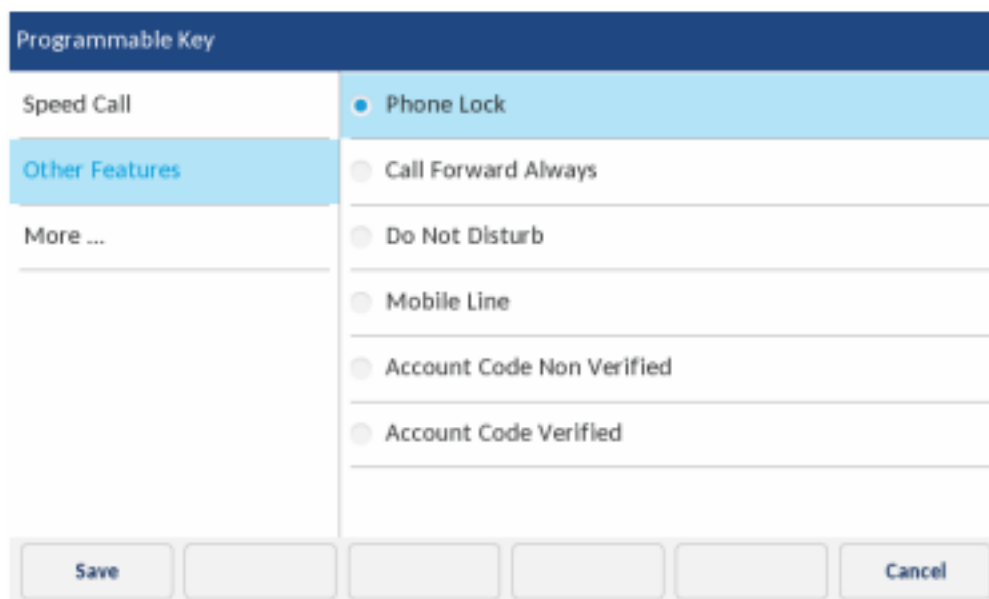 Programmable Key
Speed Call
Other Features
More ...
Phone Lock
Call Forward Always
Do Not Disturb
Mobile Line
Account Code Non Verified
Account Code Verified
Save
Cancel